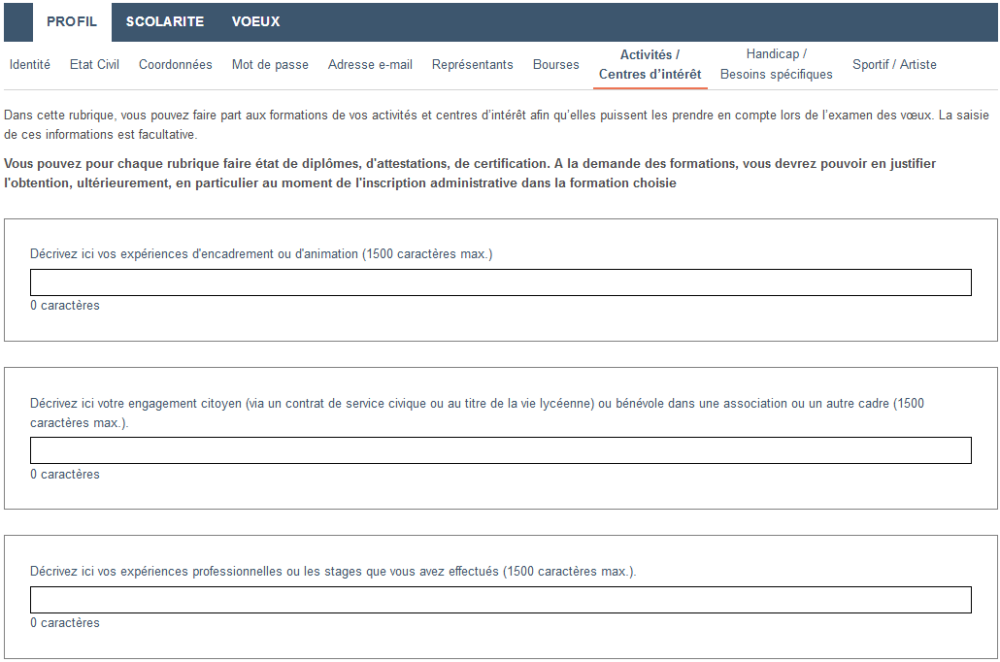 PROFIL SCOLARITE VOEUX
Identité Etat Civil Coordonnées Mot de passe Adresse e-mail Représentants Bourses Activités / Centres d’intérêt Handicap / Besoins spécifiques Sportif / Artiste
Dans cette rubrique, vous pouvez faire part aux formations de vos activités et centres d’intérêt afin qu’elles puissent les prendre en compte lors de l’examen des vœux. La saisie
de ces informations est facultative.
Vous pouvez pour chaque rubrique faire état de diplômes, d'attestations, de certification. A la demande des formations, vous devrez pouvoir en justifier
l'obtention, ultérieurement, en particulier au moment de l'inscription administrative dans la formation choisie
Décrivez ici vos expériences d'encadrement ou d'animation (1500 caractères max.)
0 caractères
Décrivez ici votre engagement citoyen (via un contrat de service civique ou au titre de la vie lycéenne) ou bénévole dans une association ou un autre cadre (1500
caractères max.).
0 caractères
Décrivez ici vos expériences professionnelles ou les stages que vous avez effectués (1500 caractères max.).
0 caractères